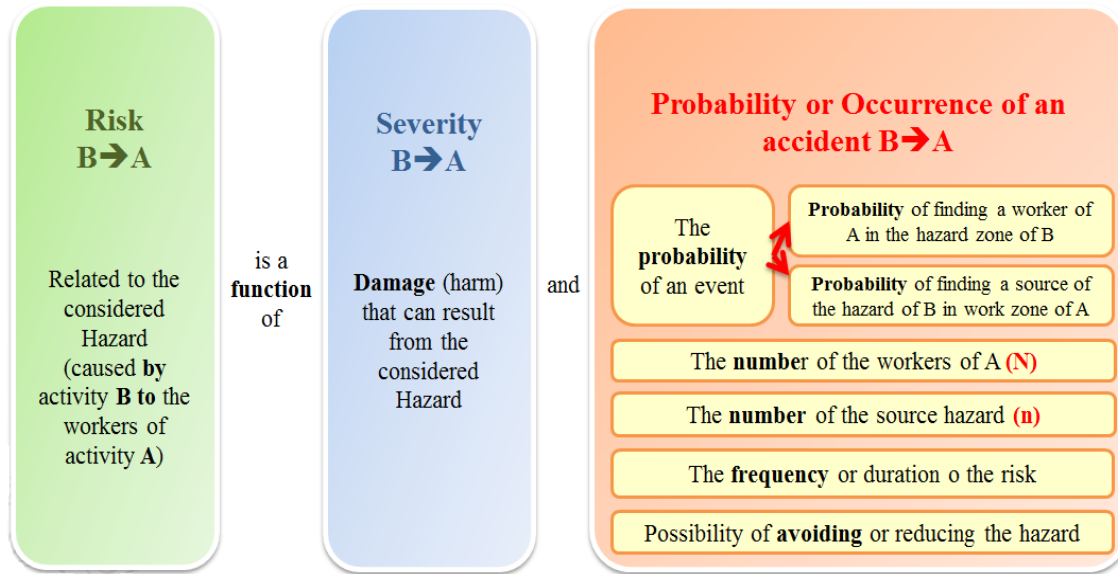 Risk
B➔A
Related to the
considered
Hazard
(caused by
activity B to the
workers of
activity A)
is a
function
of
Severity
B➔A
Damage (harm)
that can result
from the
considered
Hazard
and
Probability or Occurrence of an
accident B➔A
The
probability
of an event
Probability of finding a worker of
A in the hazard zone of B
Probability of finding a source of
the hazard of B in work zone of A
The number of the workers of A (N)
The number of the source hazard (n)
The frequency or duration o the risk
Possibility of avoiding or reducing the hazard